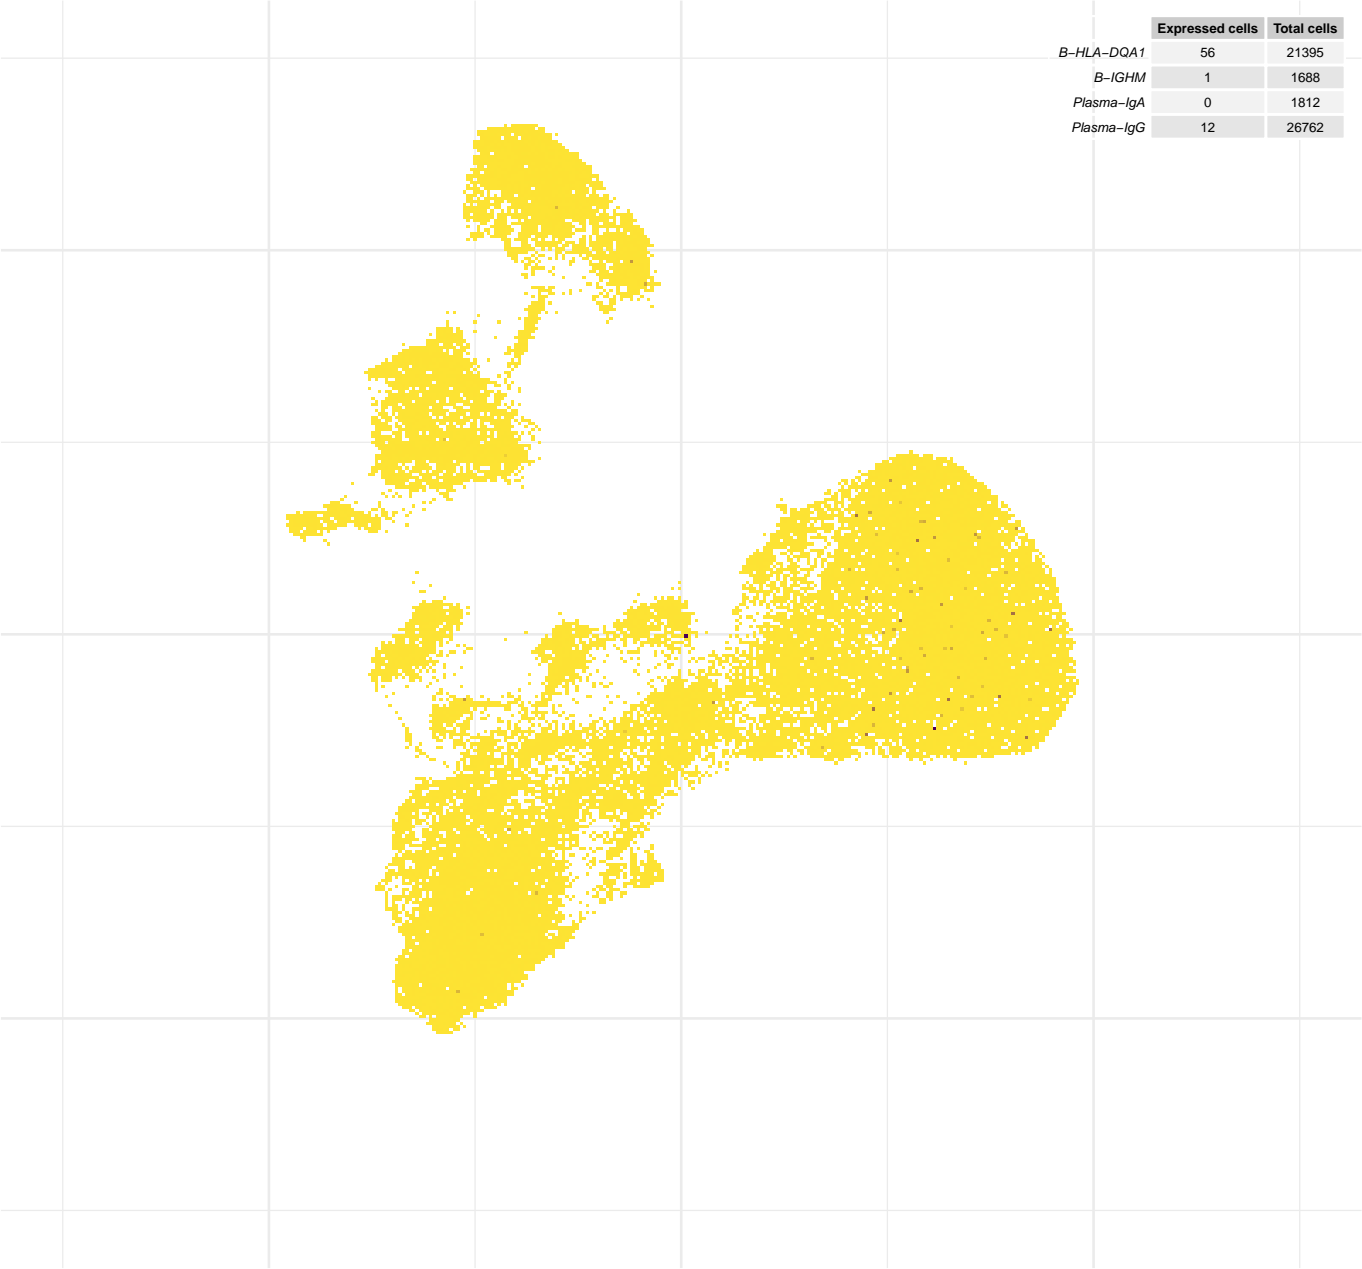 Expressed cells Total cells
B−HLA−DQA1 56 21395
B−IGHM 1 1688
Plasma−IgA 0 1812
Plasma−IgG 12 26762